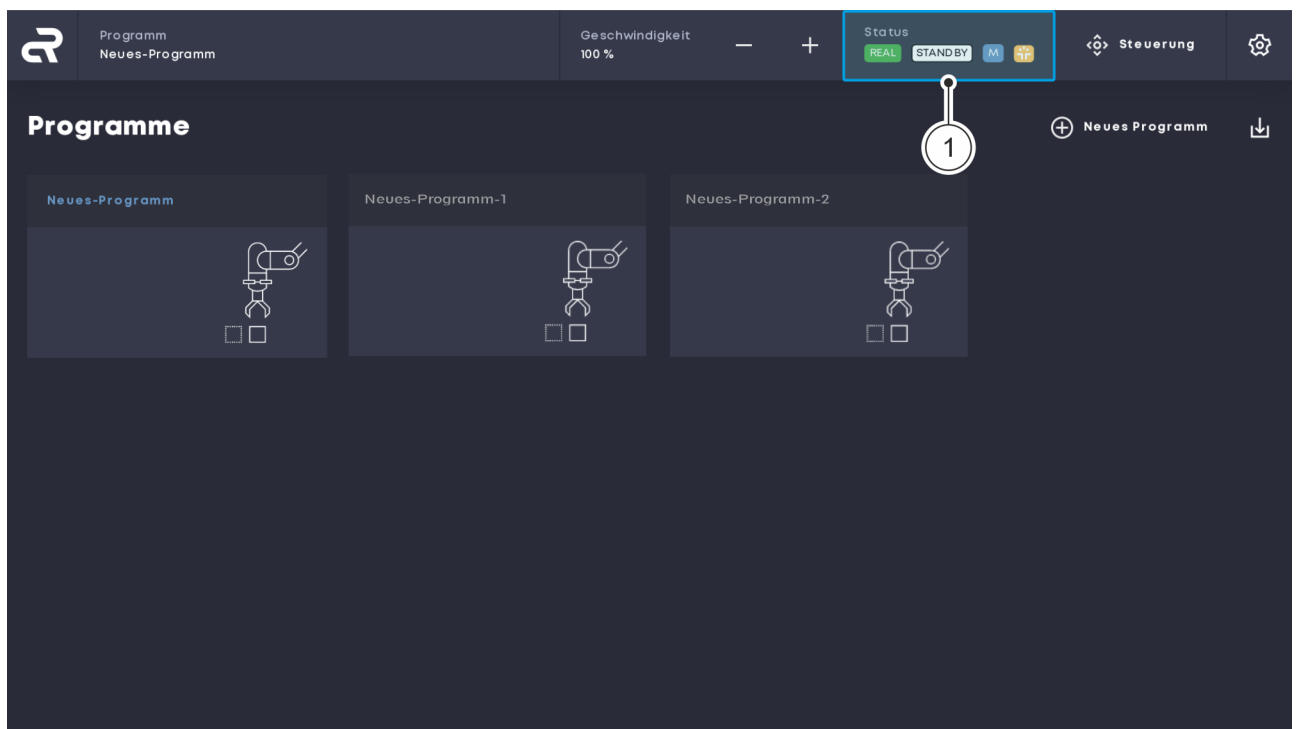 Programm
Neues-Programm
Geschwindigkeit
100 %
Status
REAL STANDBY M
Steuerung
Programme
1
Neues Programm
Neues-Programm
Neues-Programm-1
Neues-Programm-2